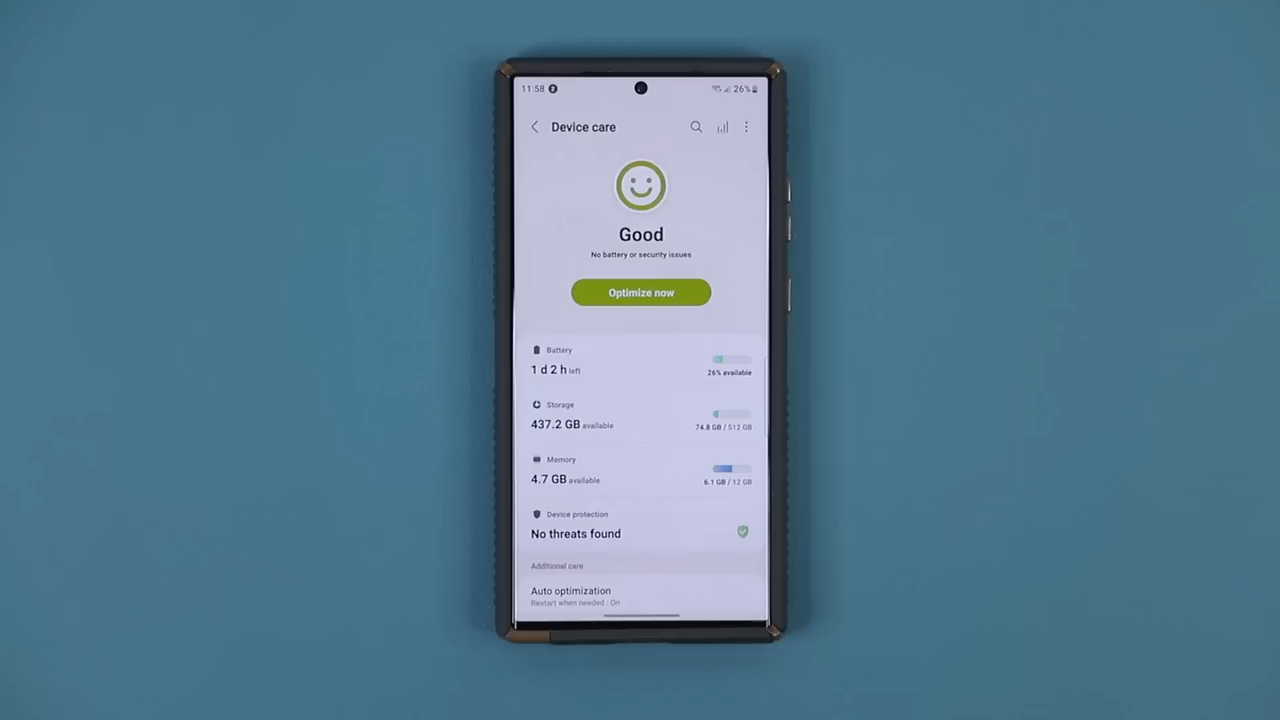 11:58 2 26%
Device care
Good
No battery or security issues
Optimize now
Battery
1 d 2 h left
26% available
Storage
437.2 GB available
74.8 GB / 512 GB
Memory
4.7 GB available
6.1 GB / 12 GB
Device protection
No threats found
Additional care
Auto optimization
Restart when needed : On